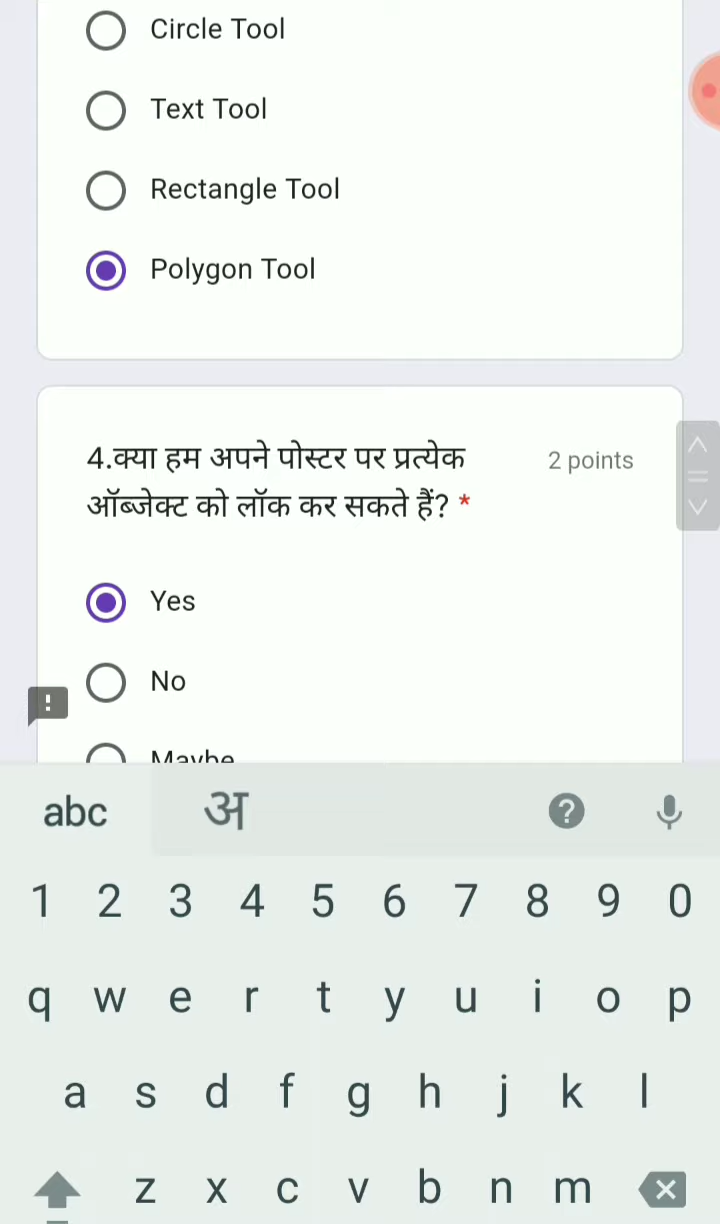 Circle Tool
Text Tool
Rectangle Tool
Polygon Tool
4.क्या हम अपने पोस्टर पर प्रत्येक 2 points
ऑब्जेक्ट को लॉक कर सकते हैं? *
Yes
No
Maybe
abc अ ?
1 2 3 4 5 6 7 8 9 0
q w e r t y u i o p
a s d f g h j k l
z x c v b n m